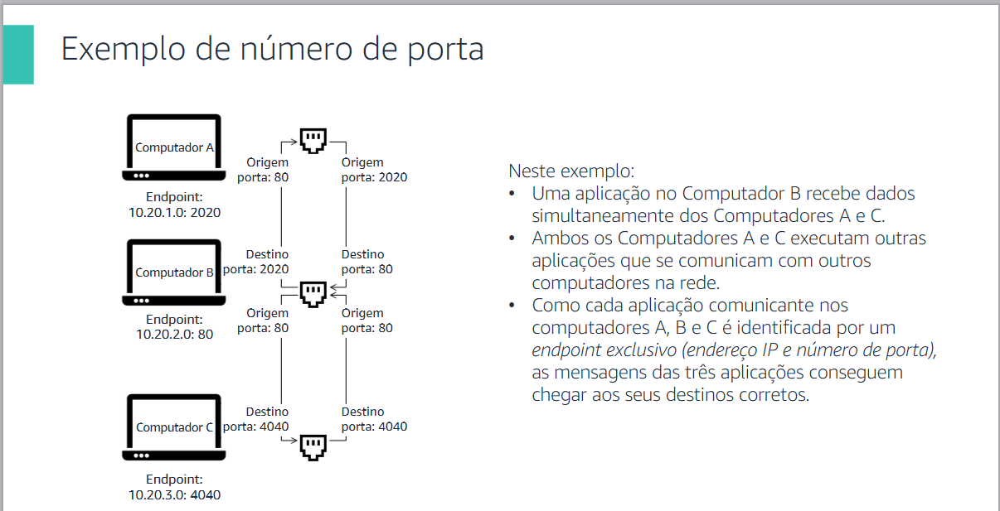 Exemplo de número de porta
Computador A
Endpoint:
10.20.1.0: 2020
Origem
porta: 80
Origem
porta: 2020
Destino
porta: 2020
Destino
porta: 80
Computador B
Endpoint:
10.20.2.0: 80
Origem
porta: 80
Origem
porta: 80
Destino
porta: 4040
Destino
porta: 4040
Computador C
Endpoint:
10.20.3.0: 4040
Neste exemplo:
• Uma aplicação no Computador B recebe dados
simultaneamente dos Computadores A e C.
• Ambos os Computadores A e C executam outras
aplicações que se comunicam com outros
computadores na rede.
• Como cada aplicação comunicante nos
computadores A, B e C é identificada por um
endpoint exclusivo (endereço IP e número de porta),
as mensagens das três aplicações conseguem
chegar aos seus destinos corretos.